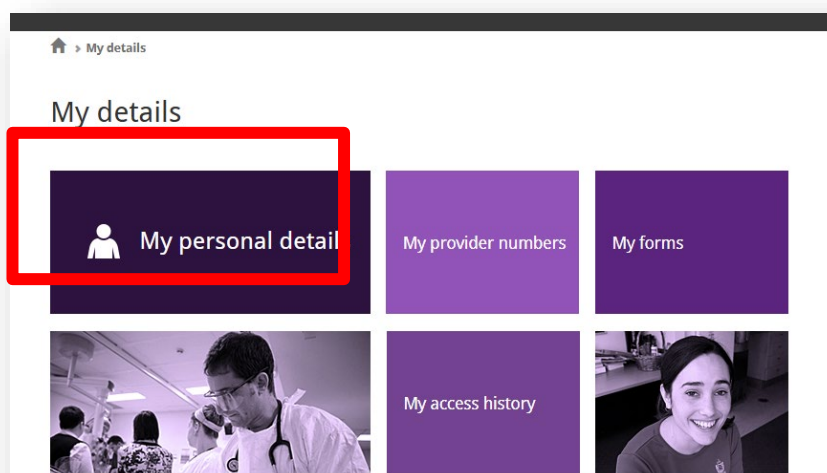 > My details
My details
My personal detail
My provider numbers
My forms
My access history